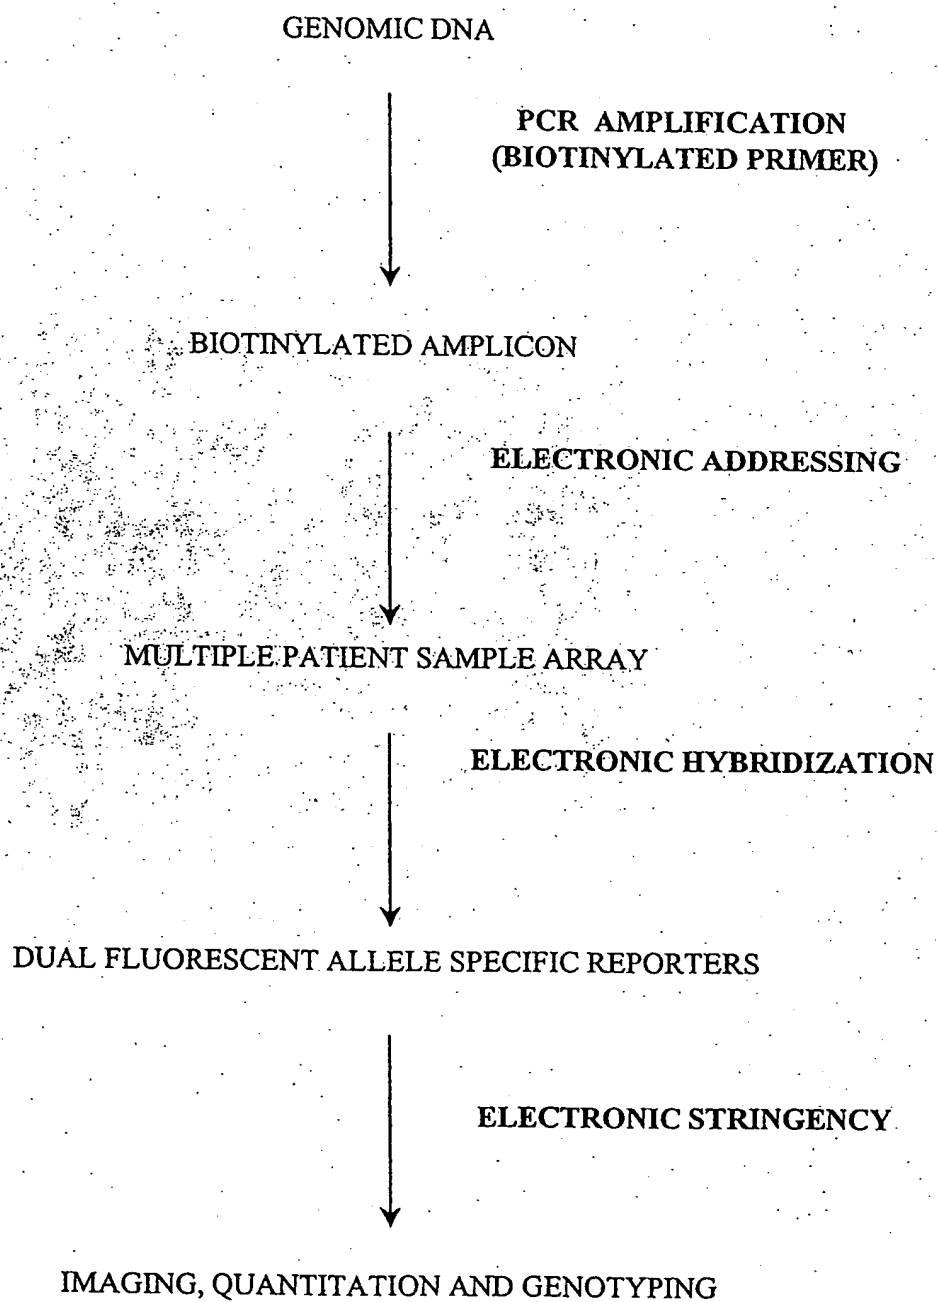 GENOMIC DNA
PCR AMPLIFICATION
(BIOTINYLATED PRIMER)
BIOTINYLATED AMPLICON
ELECTRONIC ADDRESSING
MULTIPLE PATIENT SAMPLE ARRAY
ELECTRONIC HYBRIDIZATION
DUAL FLUORESCENT ALLELE SPECIFIC REPORTERS
ELECTRONIC STRINGENCY
IMAGING, QUANTITATION AND GENOTYPING